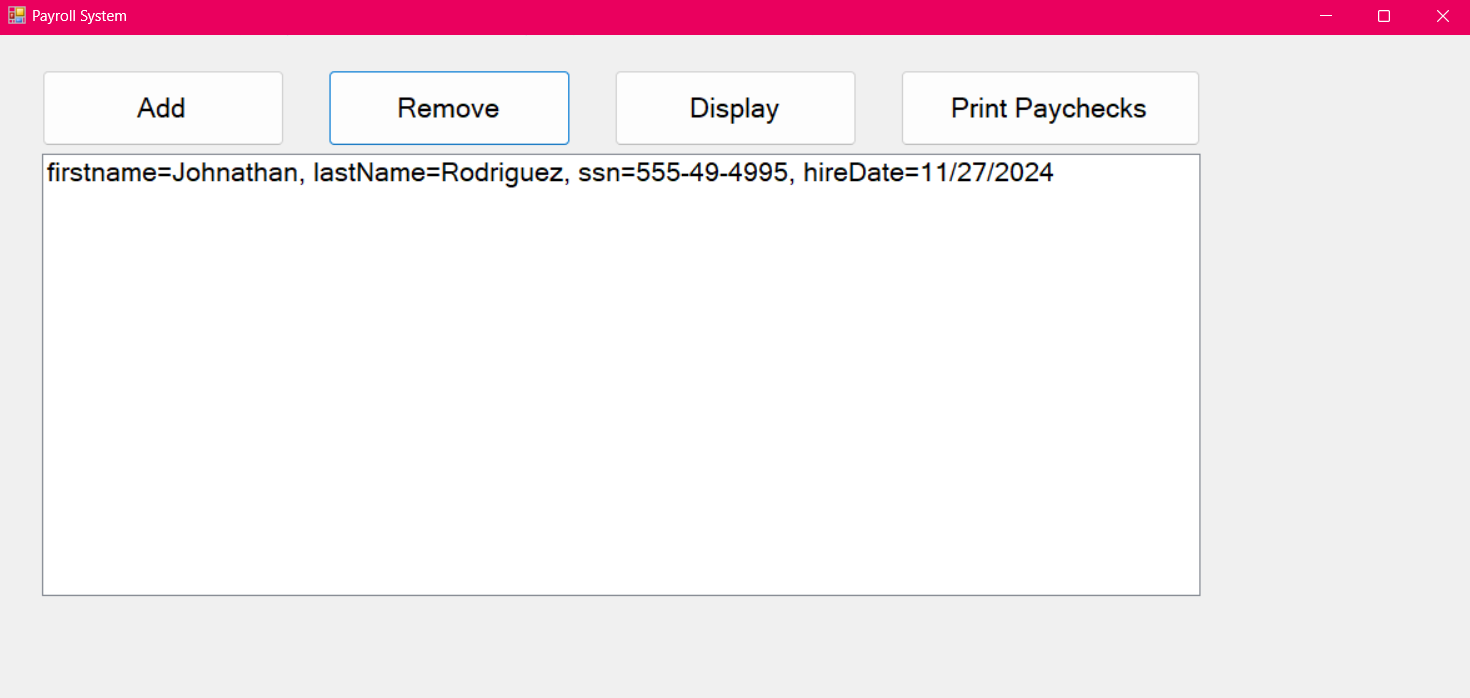 Payroll System
Add
Remove
Display
Print Paychecks
firstname=Johnathan, lastName=Rodriguez, ssn=555-49-4995, hireDate=11/27/2024